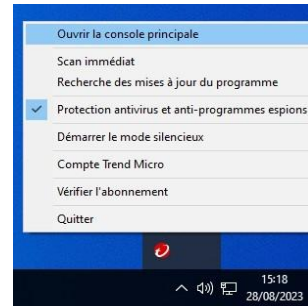 Ouvrir la console principale
Scan immédiat
Recherche des mises à jour du programme
Protection antivirus et anti-programmes espions
Démarrer le mode silencieux
Compte Trend Micro
Vérifier l'abonnement
Quitter
15:18
28/08/2023